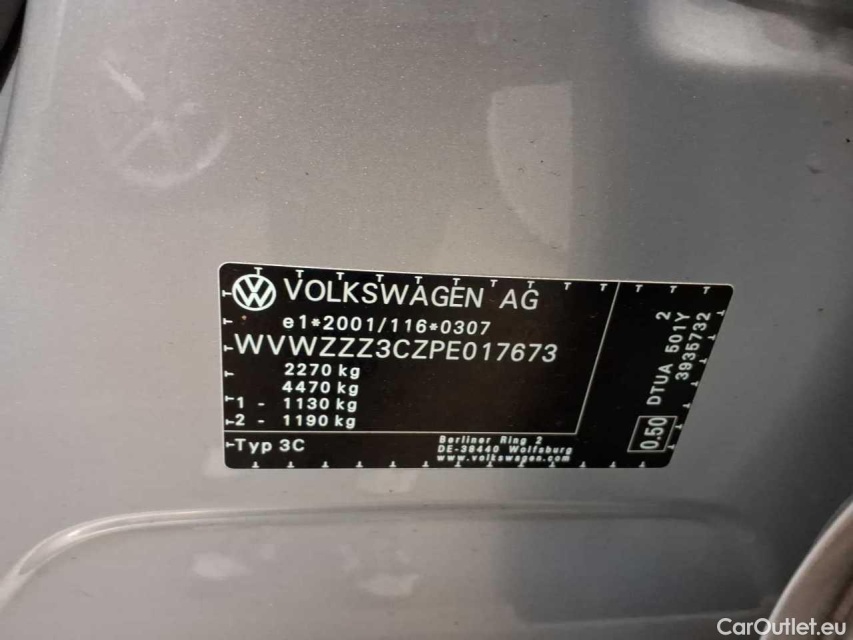 VOLKSWAGEN AG
e1*2001/116*0307
WVWZZZ3CZPE017673
2270 kg
4470 kg
1 - 1130 kg
2 - 1190 kg
Typ 3C
Berliner Ring 2
DE-38440 Wolfsburg
www.volkswagen.com
2
DTUA 501Y
3935732
0.50
CarOutlet.eu